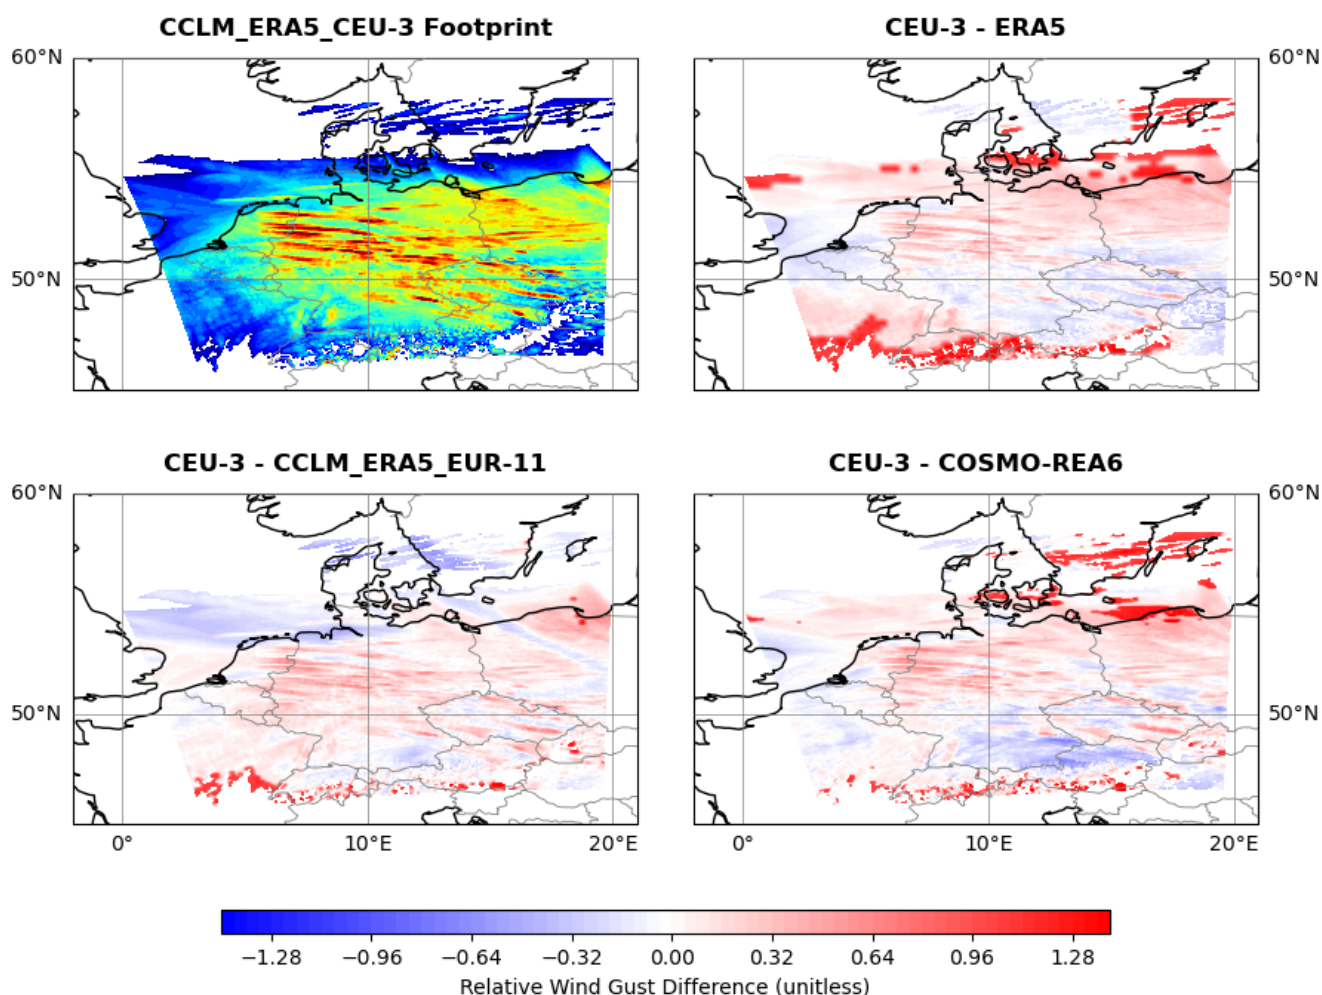 CCLM_ERA5_CEU-3 Footprint
CEU-3 - ERA5
60°N
60°N
50°N
50°N
CEU-3 - CCLM_ERA5_EUR-11
CEU-3 - COSMO-REA6
60°N
60°N
50°N
50°N
0°
10°E
20°E
0°
10°E
20°E
−1.28
−0.96
−0.64
−0.32
0.00
0.32
0.64
0.96
1.28
Relative Wind Gust Difference (unitless)